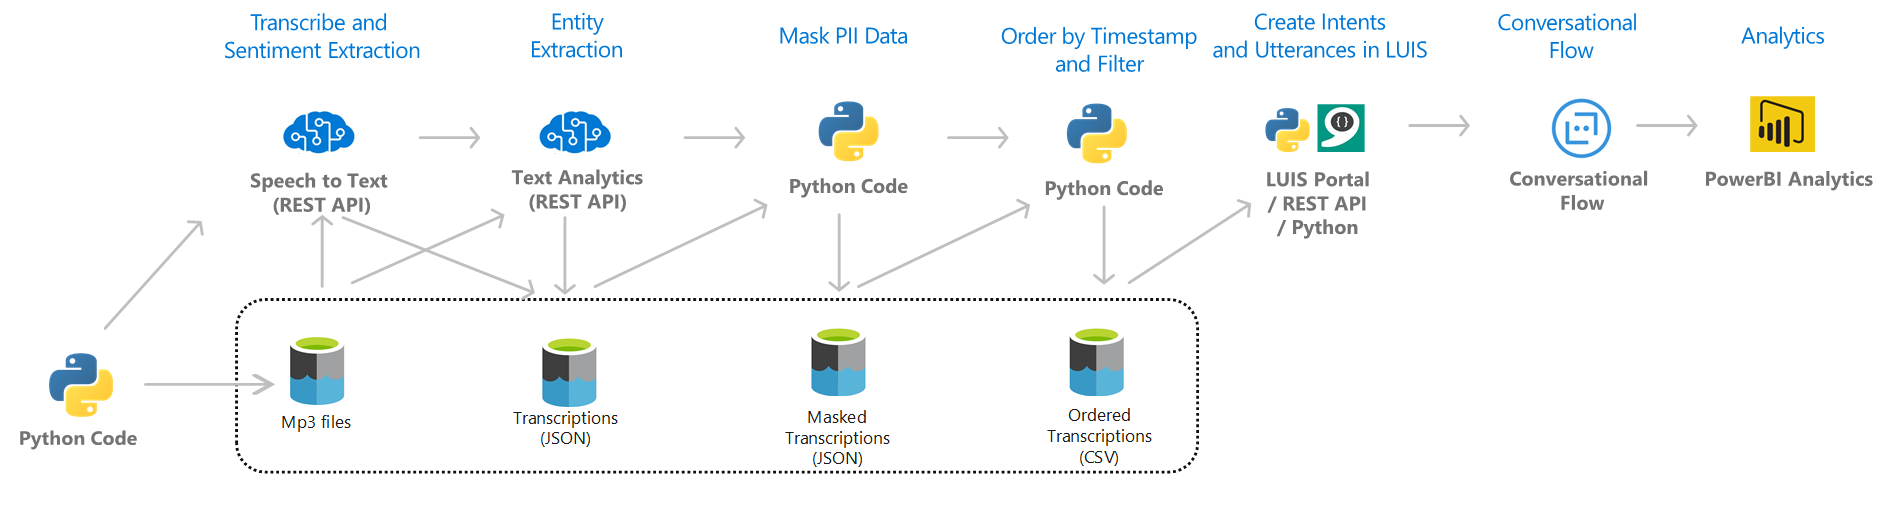 Transcribe and
Sentiment Extraction
Entity
Extraction
Mask PII Data
Order by Timestamp
and Filter
Create Intents
and Utterances in LUIS
Conversational
Flow
Analytics
Speech to Text
(REST API)
Text Analytics
(REST API)
Python Code
Python Code
LUIS Portal
/ REST API
/ Python
Conversational
Flow
PowerBI Analytics
Python Code
Mp3 files
Transcriptions
(JSON)
Masked
Transcriptions
(JSON)
Ordered
Transcriptions
(CSV)